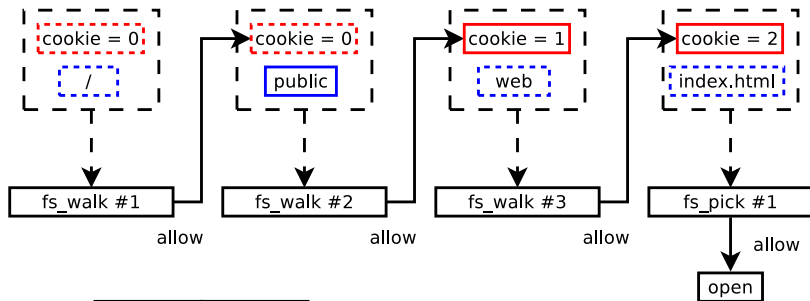 cookie = 0
/
fs_walk #1
allow
cookie = 0
public
fs_walk #2
allow
cookie = 1
web
fs_walk #3
allow
cookie = 2
index.html
fs_pick #1
allow
open